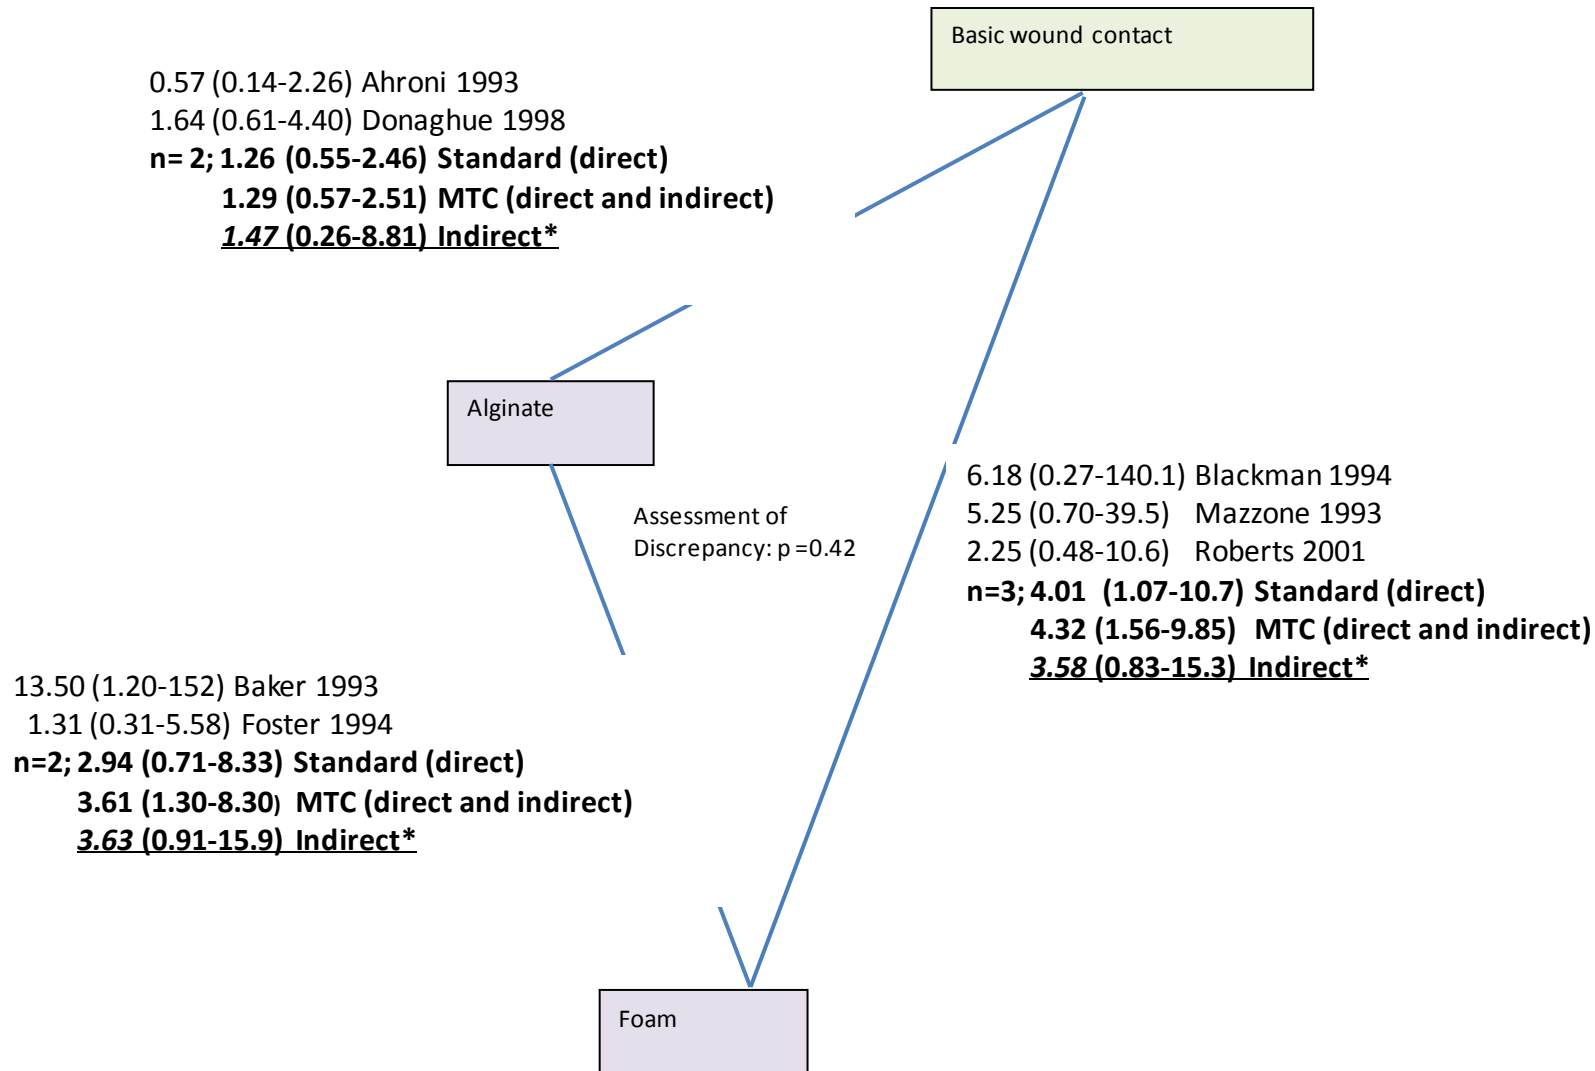 Basic wound contact
0.57 (0.14-2.26) Ahroni 1993
1.64 (0.61-4.40) Donaghue 1998
n= 2; 1.26 (0.55-2.46) Standard (direct)
1.29 (0.57-2.51) MTC (direct and indirect)
1.47 (0.26-8.81) Indirect*
Alginate
Assessment of
Discrepancy: p =0.42
6.18 (0.27-140.1) Blackman 1994
5.25 (0.70-39.5) Mazzone 1993
2.25 (0.48-10.6) Roberts 2001
n=3; 4.01 (1.07-10.7) Standard (direct)
4.32 (1.56-9.85) MTC (direct and indirect)
3.58 (0.83-15.3) Indirect*
13.50 (1.20-152) Baker 1993
1.31 (0.31-5.58) Foster 1994
n=2; 2.94 (0.71-8.33) Standard (direct)
3.61 (1.30-8.30) MTC (direct and indirect)
3.63 (0.91-15.9) Indirect*
Foam